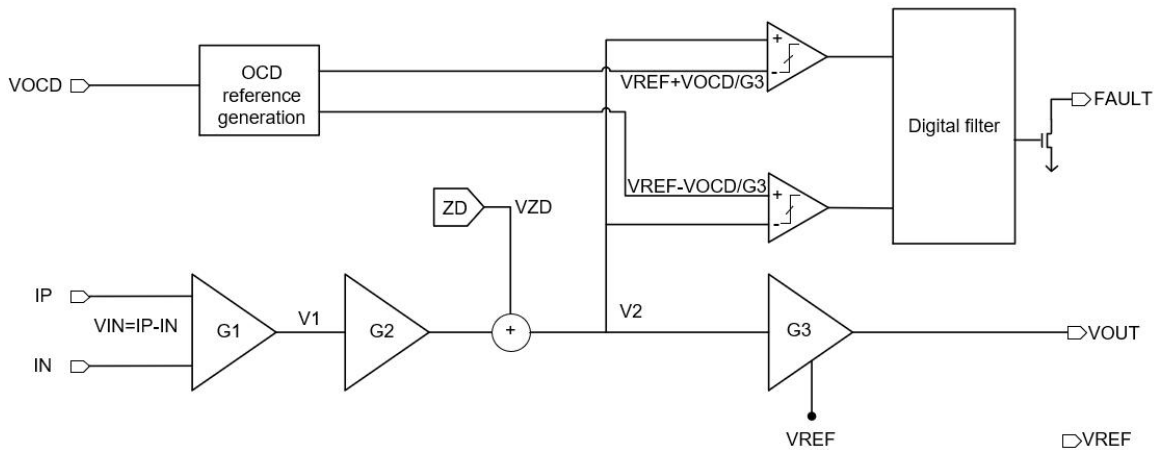 VOCD
OCD
reference
generation
+
-
VREF+VOCD/G3
Digital filter
FAULT
VREF-VOCD/G3
+
-
ZD
VZD
IP
VIN=IP-IN
IN
G1
V1
G2
+
V2
G3
VOUT
VREF
VREF